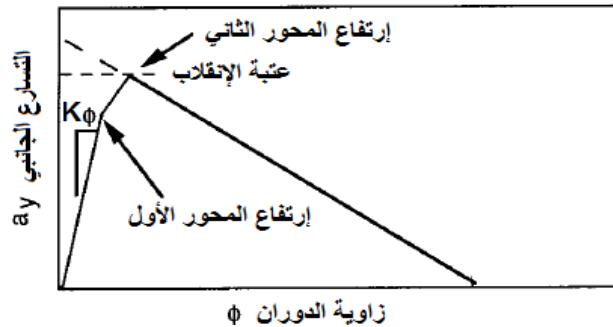 إرتفاع المحور الثاني
عتبة الإنقلاب
Kϕ
إرتفاع المحور الأول
التسارع الجانبي ay
زاوية الدوران ϕ